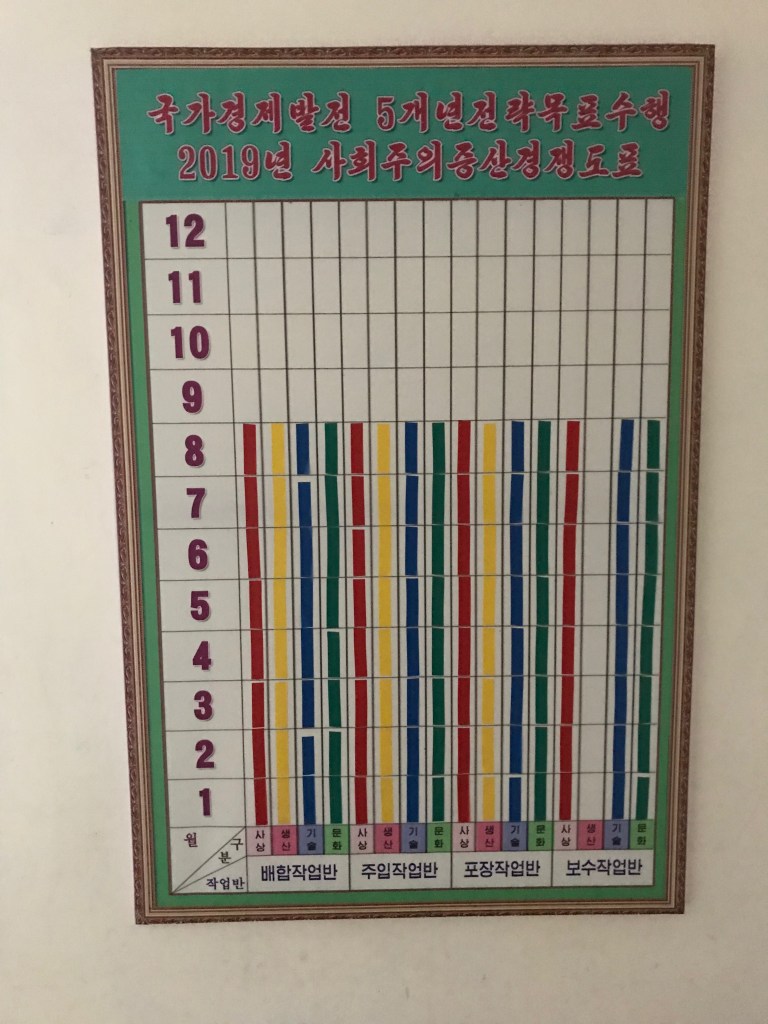 국가경제발전 5개년전략목표수행
2019년 사회주의증산경쟁도표
12
11
10
9
8
7
6
5
4
3
2
1
월 구분 작업반
사상 생산 기술 문화 사상 생산 기술 문화 사상 생산 기술 문화 사상 생산 기술 문화
배합작업반 주입작업반 포장작업반 보수작업반